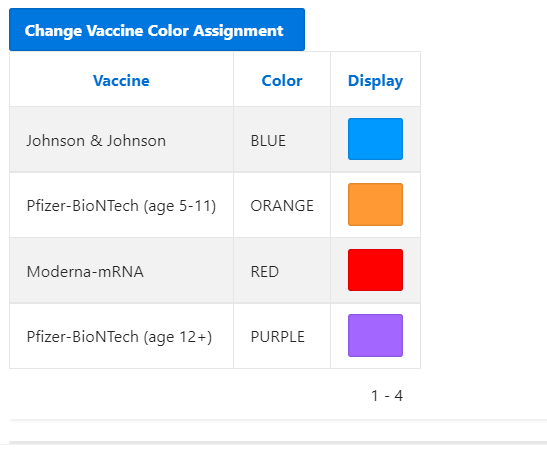 Change Vaccine Color Assignment
Vaccine Color Display
Johnson & Johnson BLUE
Pfizer-BioNTech (age 5-11) ORANGE
Moderna-mRNA RED
Pfizer-BioNTech (age 12+) PURPLE
1 - 4